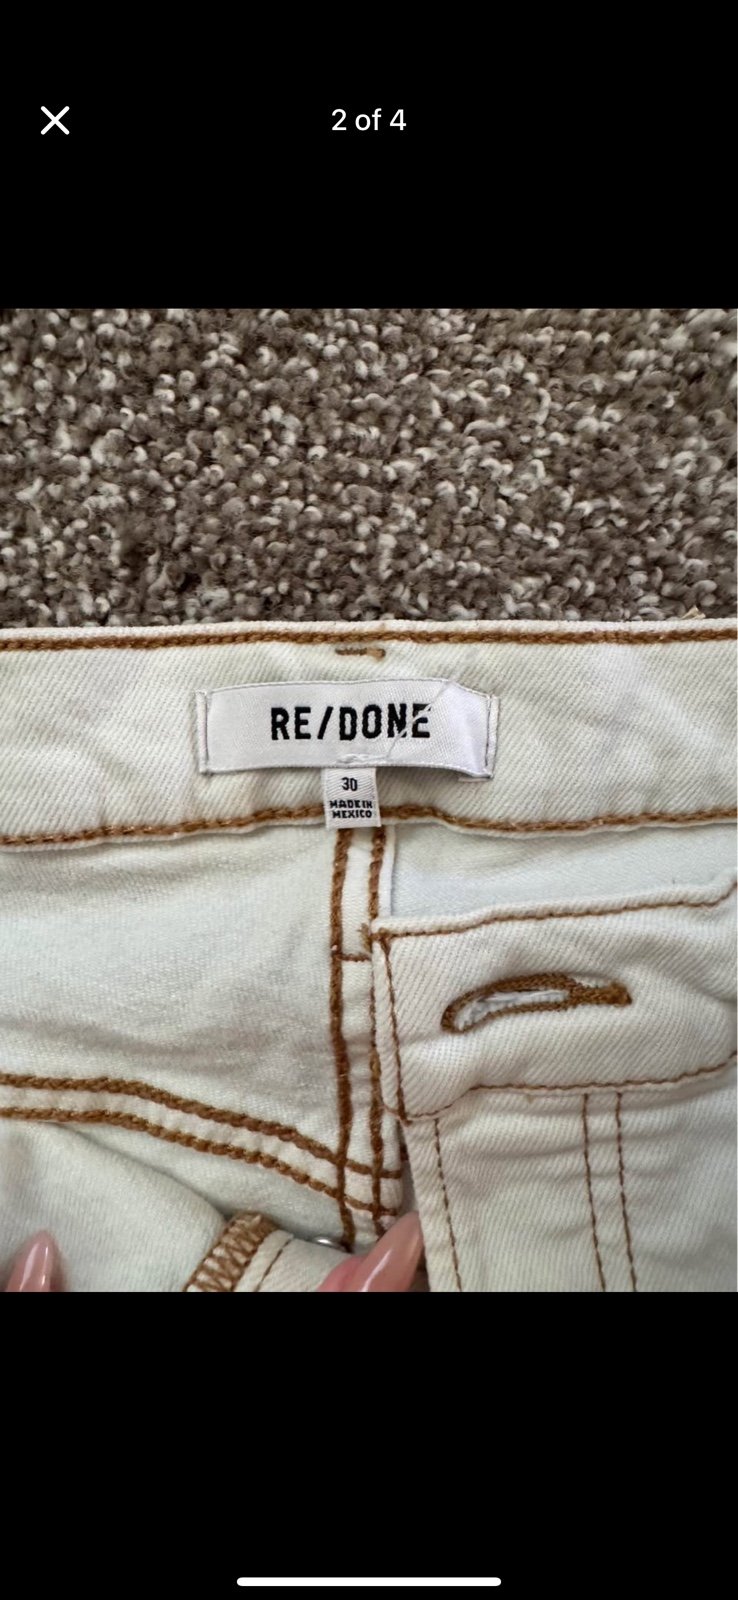 2 of 4
RE/DONE
30
MADE IN
MEXICO